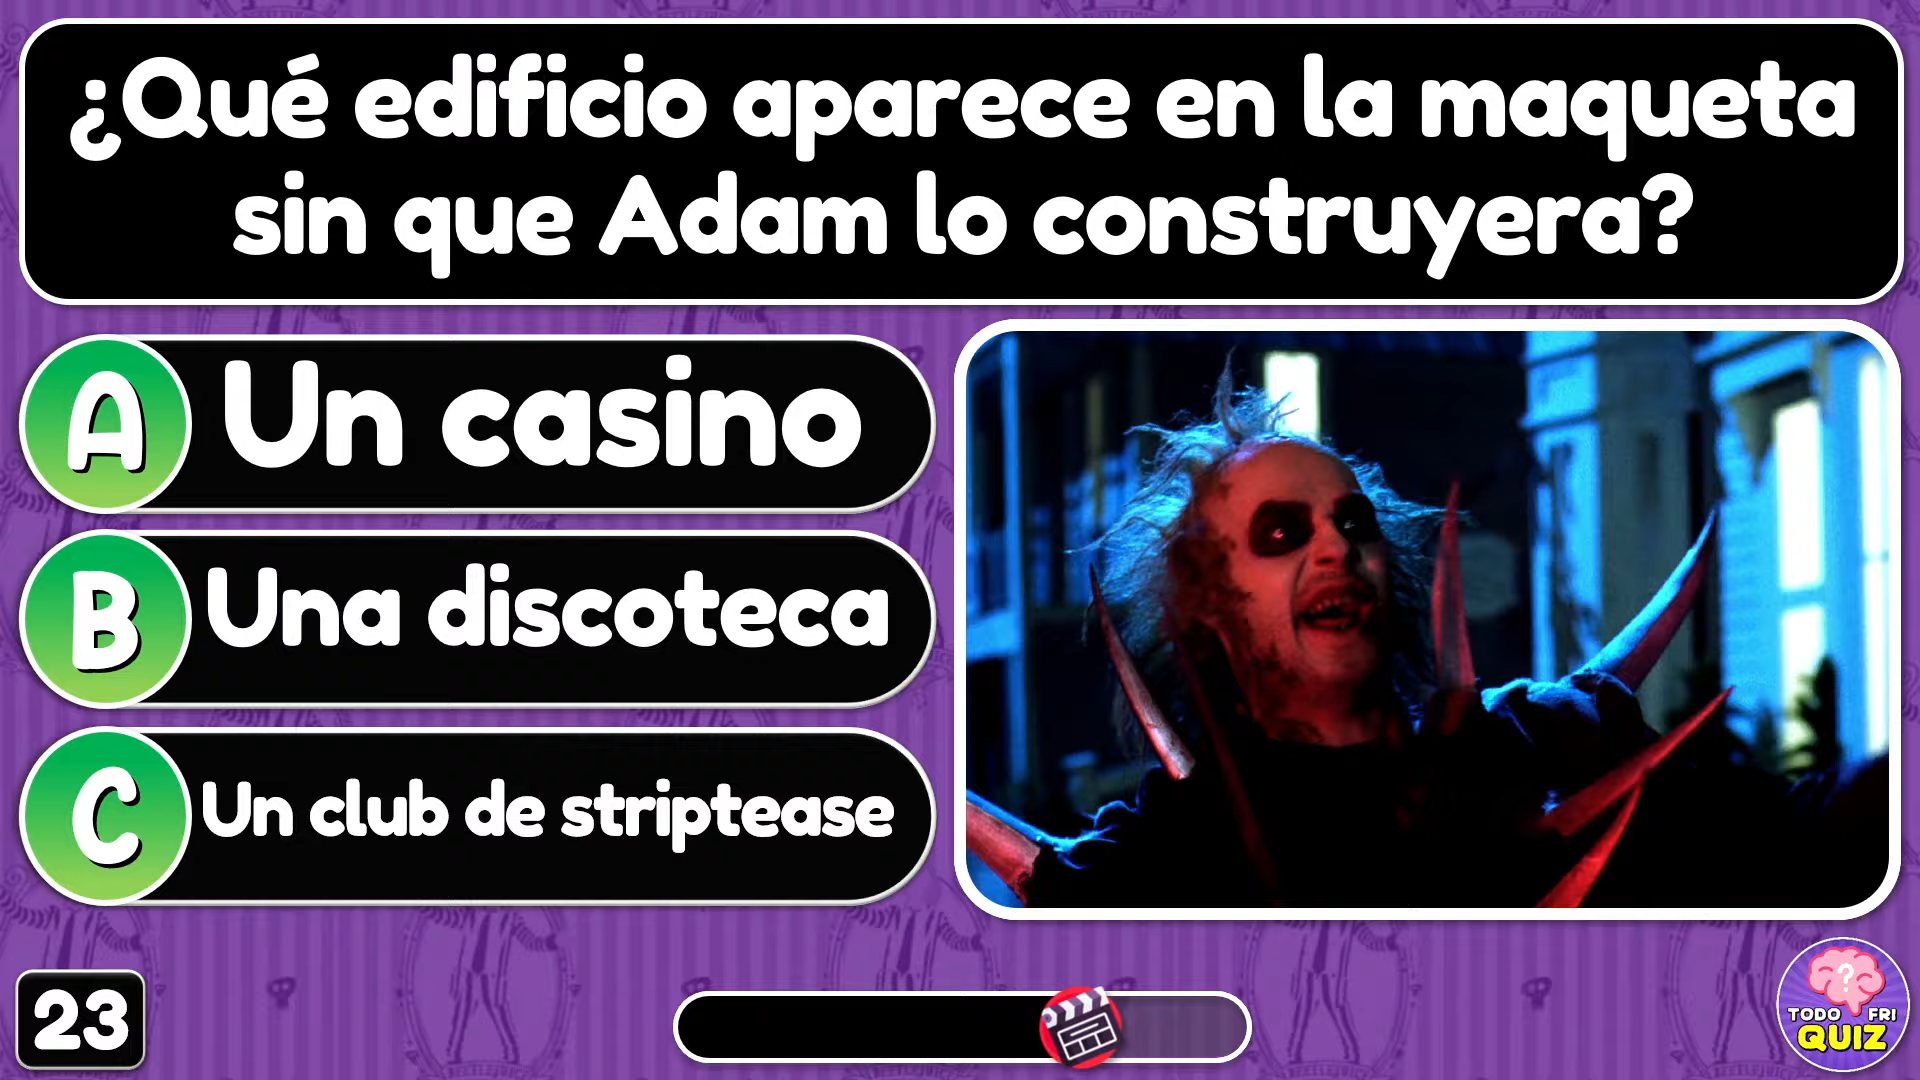 ¿Qué edificio aparece en la maqueta
sin que Adam lo construyera?
A Un casino
B Una discoteca
C Un club de striptease
23
?
TODO FRI
QUIZ